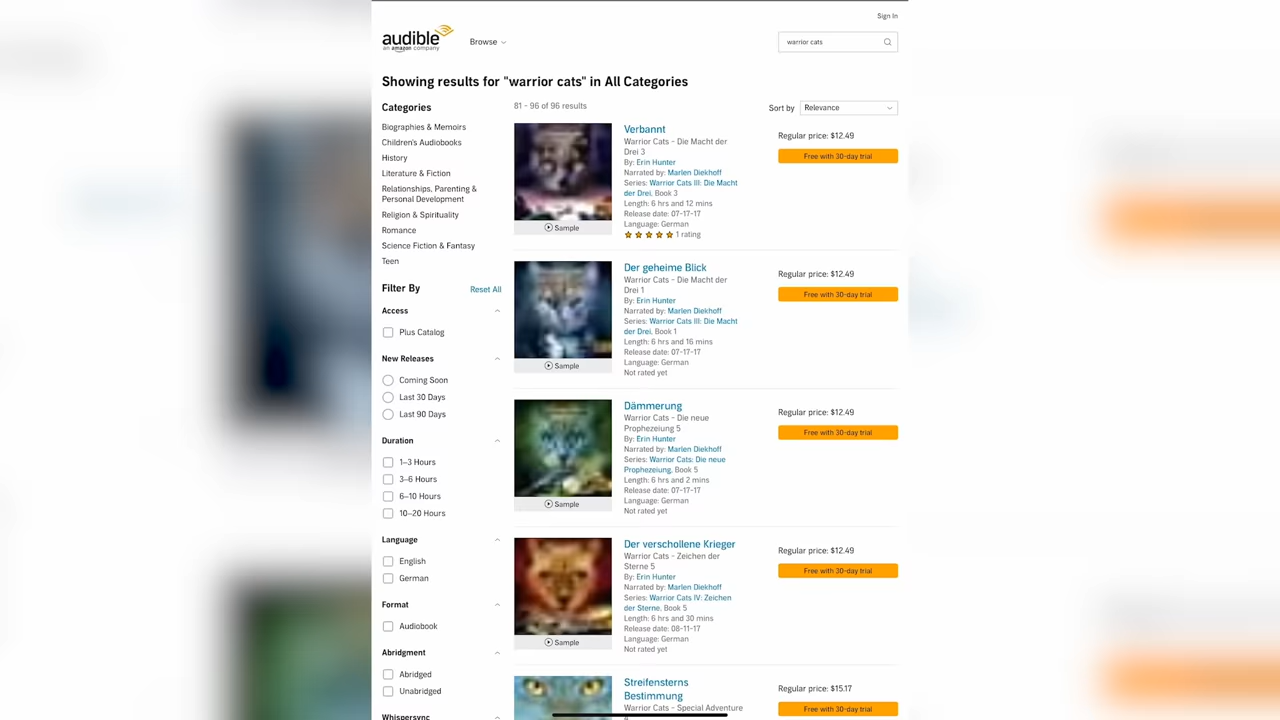 Sign In
audible
an amazon company
Browse
warrior cats
Showing results for "warrior cats" in All Categories
Categories
Biographies & Memoirs
Children's Audiobooks
History
Literature & Fiction
Relationships, Parenting &
Personal Development
Religion & Spirituality
Romance
Science Fiction & Fantasy
Teen
Filter By
Reset All
Access
Plus Catalog
New Releases
Coming Soon
Last 30 Days
Last 90 Days
Duration
1–3 Hours
3–6 Hours
6–10 Hours
10–20 Hours
Language
English
German
Format
Audiobook
Abridgment
Abridged
Unabridged
Whispersync
81 - 96 of 96 results
Sort by
Relevance
Sample
Verbannt
Warrior Cats - Die Macht der
Drei 3
By: Erin Hunter
Narrated by: Marlen Diekhoff
Series: Warrior Cats III: Die Macht
der Drei, Book 3
Length: 6 hrs and 12 mins
Release date: 07-17-17
Language: German
1 rating
Regular price: $12.49
Free with 30-day trial
Sample
Der geheime Blick
Warrior Cats - Die Macht der
Drei 1
By: Erin Hunter
Narrated by: Marlen Diekhoff
Series: Warrior Cats III: Die Macht
der Drei, Book 1
Length: 6 hrs and 16 mins
Release date: 07-17-17
Language: German
Not rated yet
Regular price: $12.49
Free with 30-day trial
Sample
Dämmerung
Warrior Cats - Die neue
Prophezeiung 5
By: Erin Hunter
Narrated by: Marlen Diekhoff
Series: Warrior Cats: Die neue
Prophezeiung, Book 5
Length: 6 hrs and 2 mins
Release date: 07-17-17
Language: German
Not rated yet
Regular price: $12.49
Free with 30-day trial
Sample
Der verschollene Krieger
Warrior Cats - Zeichen der
Sterne 5
By: Erin Hunter
Narrated by: Marlen Diekhoff
Series: Warrior Cats IV: Zeichen
der Sterne, Book 5
Length: 6 hrs and 30 mins
Release date: 08-11-17
Language: German
Not rated yet
Regular price: $12.49
Free with 30-day trial
Streifensterns
Bestimmung
Warrior Cats - Special Adventure
Regular price: $15.17
Free with 30-day trial